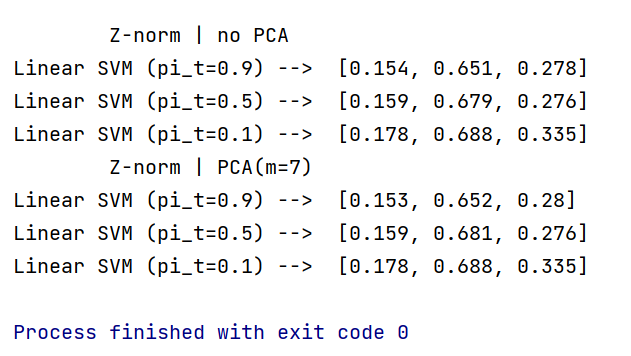 Z-norm | no PCA
Linear SVM (pi_t=0.9) --> [0.154, 0.651, 0.278]
Linear SVM (pi_t=0.5) --> [0.159, 0.679, 0.276]
Linear SVM (pi_t=0.1) --> [0.178, 0.688, 0.335]
Z-norm | PCA(m=7)
Linear SVM (pi_t=0.9) --> [0.153, 0.652, 0.28]
Linear SVM (pi_t=0.5) --> [0.159, 0.681, 0.276]
Linear SVM (pi_t=0.1) --> [0.178, 0.688, 0.335]
Process finished with exit code 0